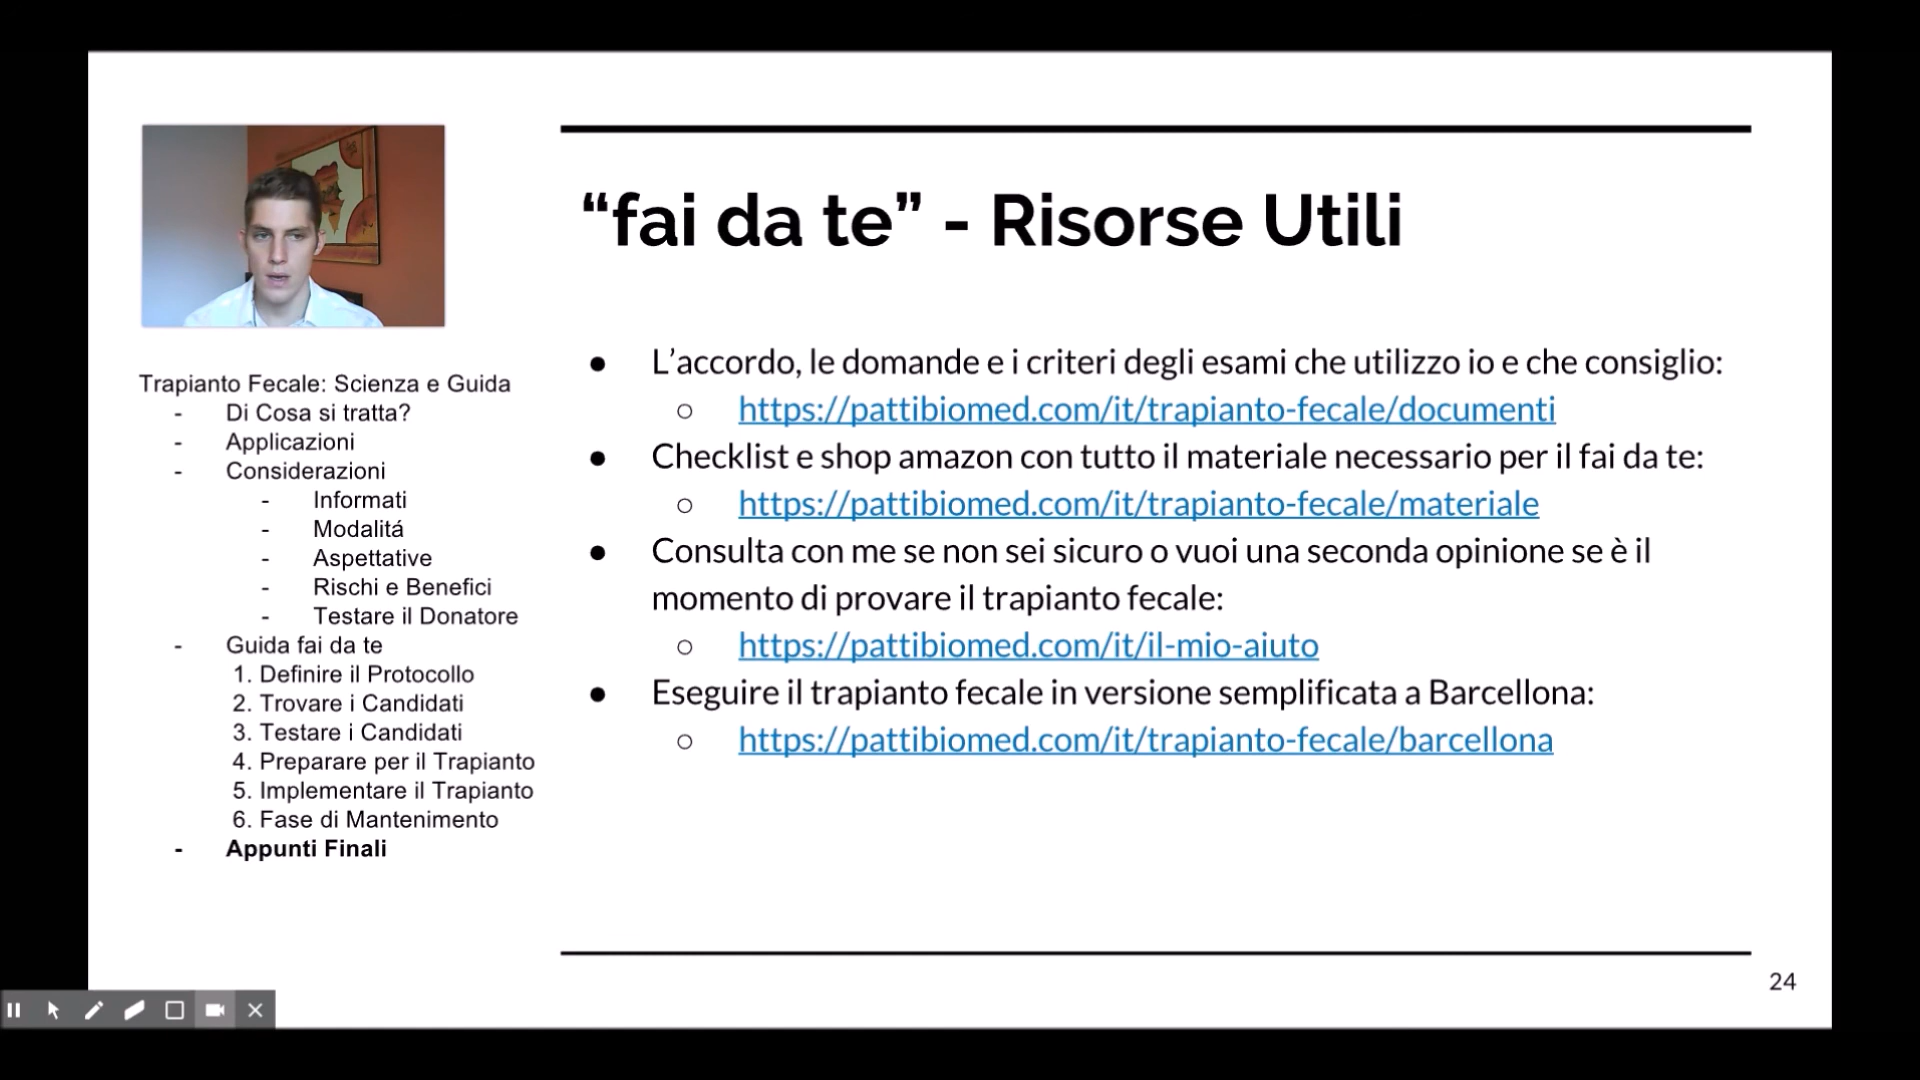 Trapianto Fecale: Scienza e Guida
- Di Cosa si tratta?
- Applicazioni
- Considerazioni
- Informati
- Modalitá
- Aspettative
- Rischi e Benefici
- Testare il Donatore
- Guida fai da te
1. Definire il Protocollo
2. Trovare i Candidati
3. Testare i Candidati
4. Preparare per il Trapianto
5. Implementare il Trapianto
6. Fase di Mantenimento
- Appunti Finali
“fai da te” - Risorse Utili
● L’accordo, le domande e i criteri degli esami che utilizzo io e che consiglio:
○ https://pattibiomed.com/it/trapianto-fecale/documenti
● Checklist e shop amazon con tutto il materiale necessario per il fai da te:
○ https://pattibiomed.com/it/trapianto-fecale/materiale
● Consulta con me se non sei sicuro o vuoi una seconda opinione se è il
momento di provare il trapianto fecale:
○ https://pattibiomed.com/it/il-mio-aiuto
● Eseguire il trapianto fecale in versione semplificata a Barcellona:
○ https://pattibiomed.com/it/trapianto-fecale/barcellona
24